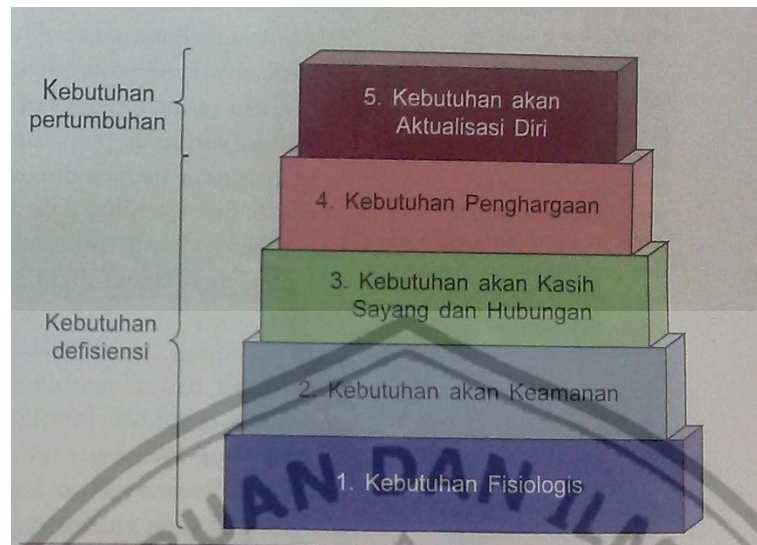 Kebutuhan
pertumbuhan
5. Kebutuhan akan
Aktualisasi Diri
4. Kebutuhan Penghargaan
3. Kebutuhan akan Kasih
Sayang dan Hubungan
Kebutuhan
defisiensi
2. Kebutuhan akan Keamanan
1. Kebutuhan Fisiologis
DAN